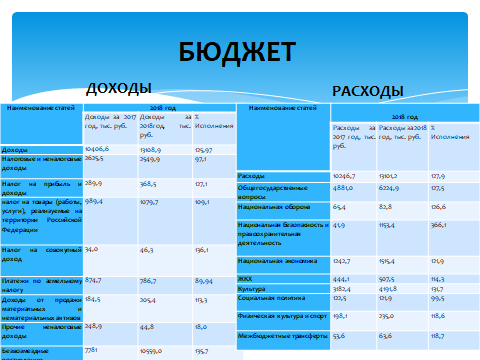 БЮДЖЕТ
ДОХОДЫ
Наименование статей 2018 год
Доходы за 2017 год, тыс. руб. Доходы за 2018год, тыс. руб. % Исполнения
Доходы 10406,6 13108,9 125,97
Налоговые и неналоговые доходы 2625,5 2549,9 97,1
Налог на прибыль и доходы 289,9 368,5 127,1
налог на товары (работы, услуги), реализуемые на территории Российской Федерации 989,4 1079,7 109,1
Налог на совокупный доход 34,0 46,3 136,1
Платёжи по земельному налогу 874,7 786,7 89,94
Доходы от продажи материальных и нематериальных активов 184,5 205,4 113,3
Прочие неналоговые доходы 248,9 44,8 18,0
Безвозмездные 7781 10559,0 135,7
РАСХОДЫ
Наименование статей 2018 год
Расходы за 2017 год, тыс. руб. Расходы за2018 год, тыс. руб. % Исполнения
Расходы 10246,7 13101,2 127,9
Общегосударственные вопросы 4881,0 6224,9 127,5
Национальная оборона 65,4 82,8 126,6
Национальная безопасность и правоохранительная деятельность 41,9 1153,4 366,1
Национальная экономика 1242,7 1515,4 121,9
ЖКХ 444,1 507,5 114,3
Культура 3182,4 4191,8 131,7
Социальная политика 122,5 121,9 99,5
Физическая культура и спорт 198,1 235,0 118,6
Межбюджетные трансферты 53,6 63,6 118,7